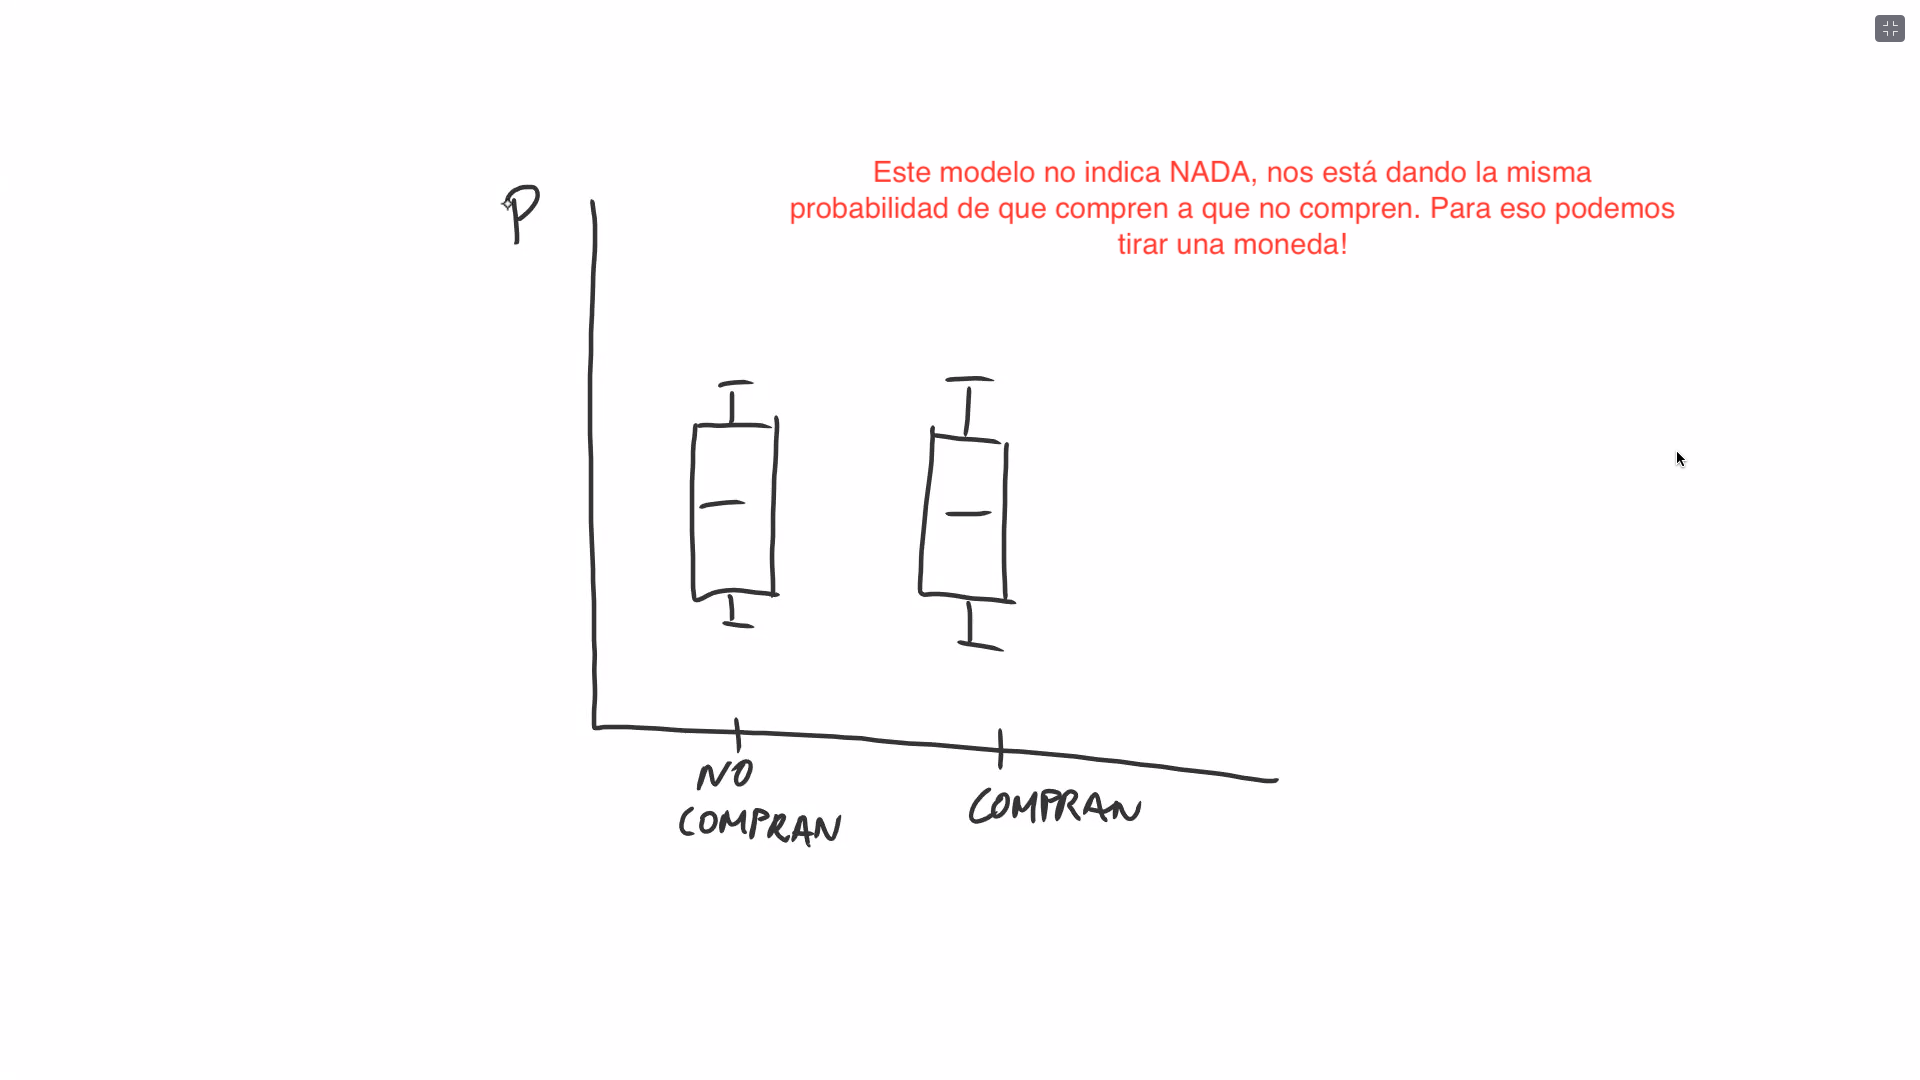 P
Este modelo no indica NADA, nos está dando la misma
probabilidad de que compren a que no compren. Para eso podemos
tirar una moneda!
NO
COMPRAN
COMPRAN